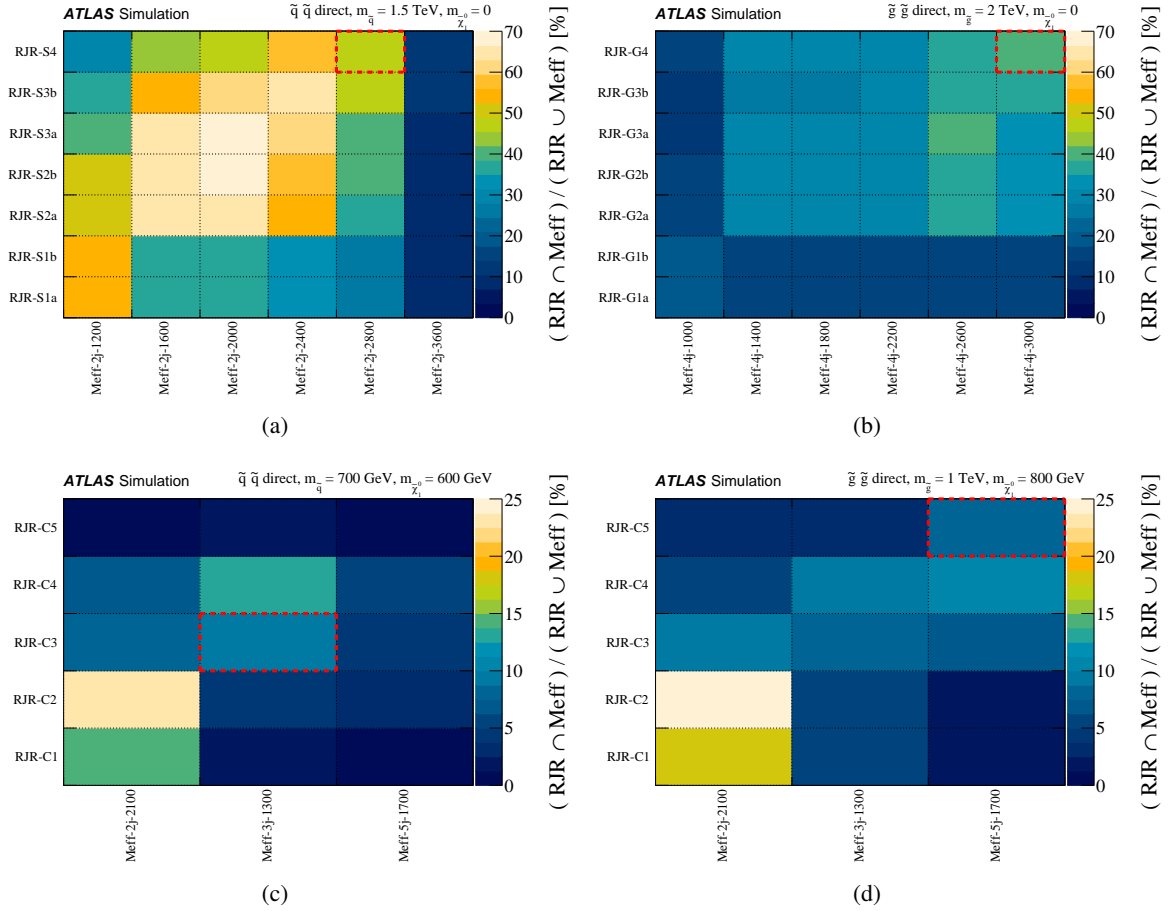 ATLAS Simulation
q̃ q̃ direct, m_q̃ = 1.5 TeV, m_χ̃₁⁰ = 0
RJR-S4
RJR-S3b
RJR-S3a
RJR-S2b
RJR-S2a
RJR-S1b
RJR-S1a
Meff-2j-1200
Meff-2j-1600
Meff-2j-2000
Meff-2j-2400
Meff-2j-2800
Meff-2j-3600
70
60
50
40
30
20
10
0
( RJR ∩ Meff ) / ( RJR ∪ Meff ) [%]
(a)
ATLAS Simulation
g̃ g̃ direct, m_g̃ = 2 TeV, m_χ̃₁⁰ = 0
RJR-G4
RJR-G3b
RJR-G3a
RJR-G2b
RJR-G2a
RJR-G1b
RJR-G1a
Meff-4j-1000
Meff-4j-1400
Meff-4j-1800
Meff-4j-2200
Meff-4j-2600
Meff-4j-3000
70
60
50
40
30
20
10
0
( RJR ∩ Meff ) / ( RJR ∪ Meff ) [%]
(b)
ATLAS Simulation
q̃ q̃ direct, m_q̃ = 700 GeV, m_χ̃₁⁰ = 600 GeV
RJR-C5
RJR-C4
RJR-C3
RJR-C2
RJR-C1
Meff-2j-2100
Meff-3j-1300
Meff-5j-1700
25
20
15
10
5
0
( RJR ∩ Meff ) / ( RJR ∪ Meff ) [%]
(c)
ATLAS Simulation
g̃ g̃ direct, m_g̃ = 1 TeV, m_χ̃₁⁰ = 800 GeV
RJR-C5
RJR-C4
RJR-C3
RJR-C2
RJR-C1
Meff-2j-2100
Meff-3j-1300
Meff-5j-1700
25
20
15
10
5
0
( RJR ∩ Meff ) / ( RJR ∪ Meff ) [%]
(d)